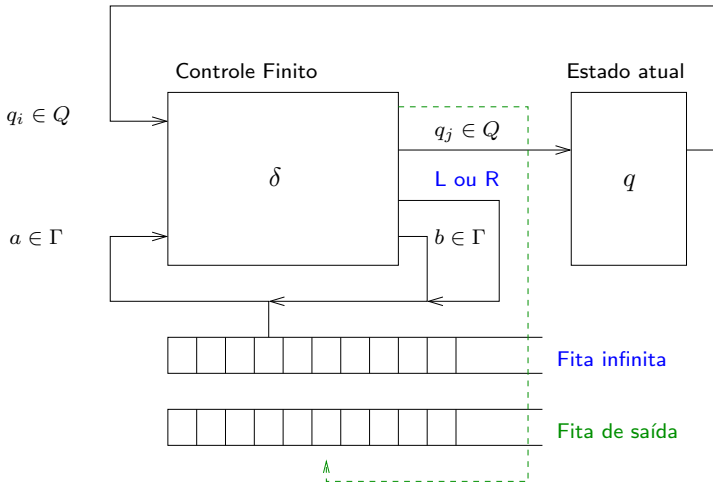 Controle Finito
Estado atual
q_i ∈ Q
q_j ∈ Q
δ
q
L ou R
a ∈ Γ
b ∈ Γ
Fita infinita
Fita de saída